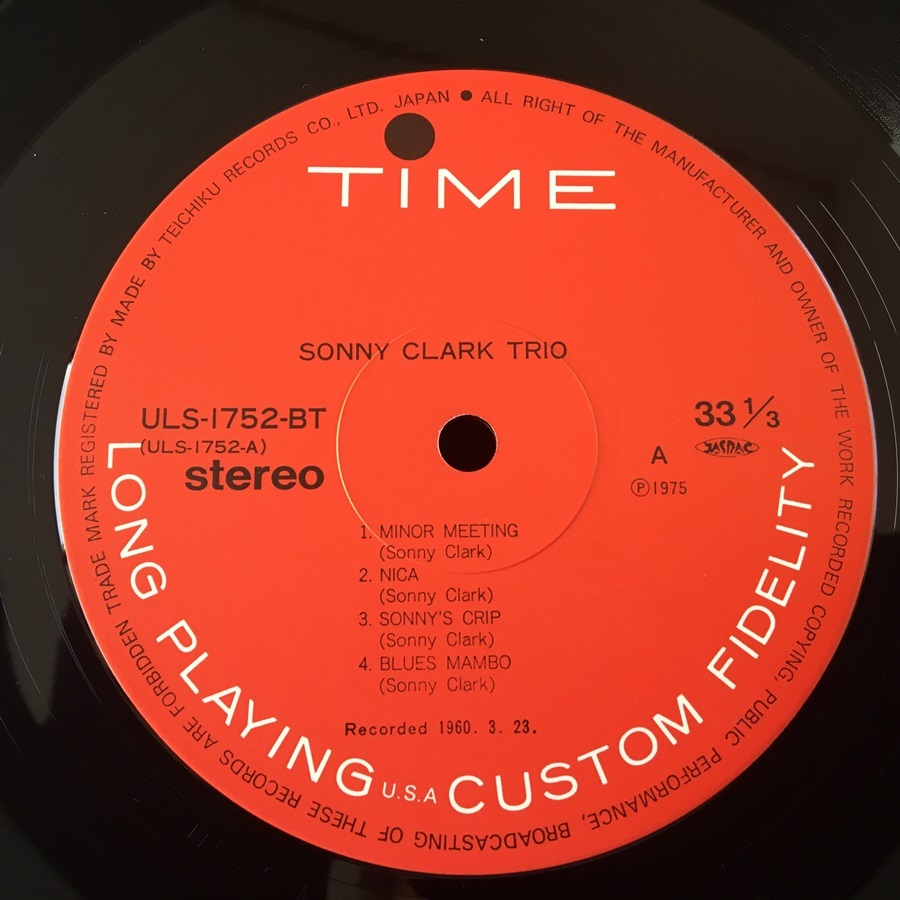 TRADE MARK REGISTERED BY MADE BY TEICHIKU RECORDS CO., LTD. JAPAN ● ALL RIGHT OF THE MANUFACTURER AND OWNER OF THE WORK RECORDED COPYING, PUBLIC PERFORMANCE, BROADCASTING OF THESE RECORDS ARE FORBIDDEN
TIME
SONNY CLARK TRIO
ULS-1752-BT
(ULS-1752-A)
stereo
33 1/3
JASRAC
A
Ⓟ1975
1. MINOR MEETING
(Sonny Clark)
2. NICA
(Sonny Clark)
3. SONNY'S CRIP
(Sonny Clark)
4. BLUES MAMBO
(Sonny Clark)
Recorded 1960. 3. 23.
LONG PLAYING U.S.A CUSTOM FIDELITY